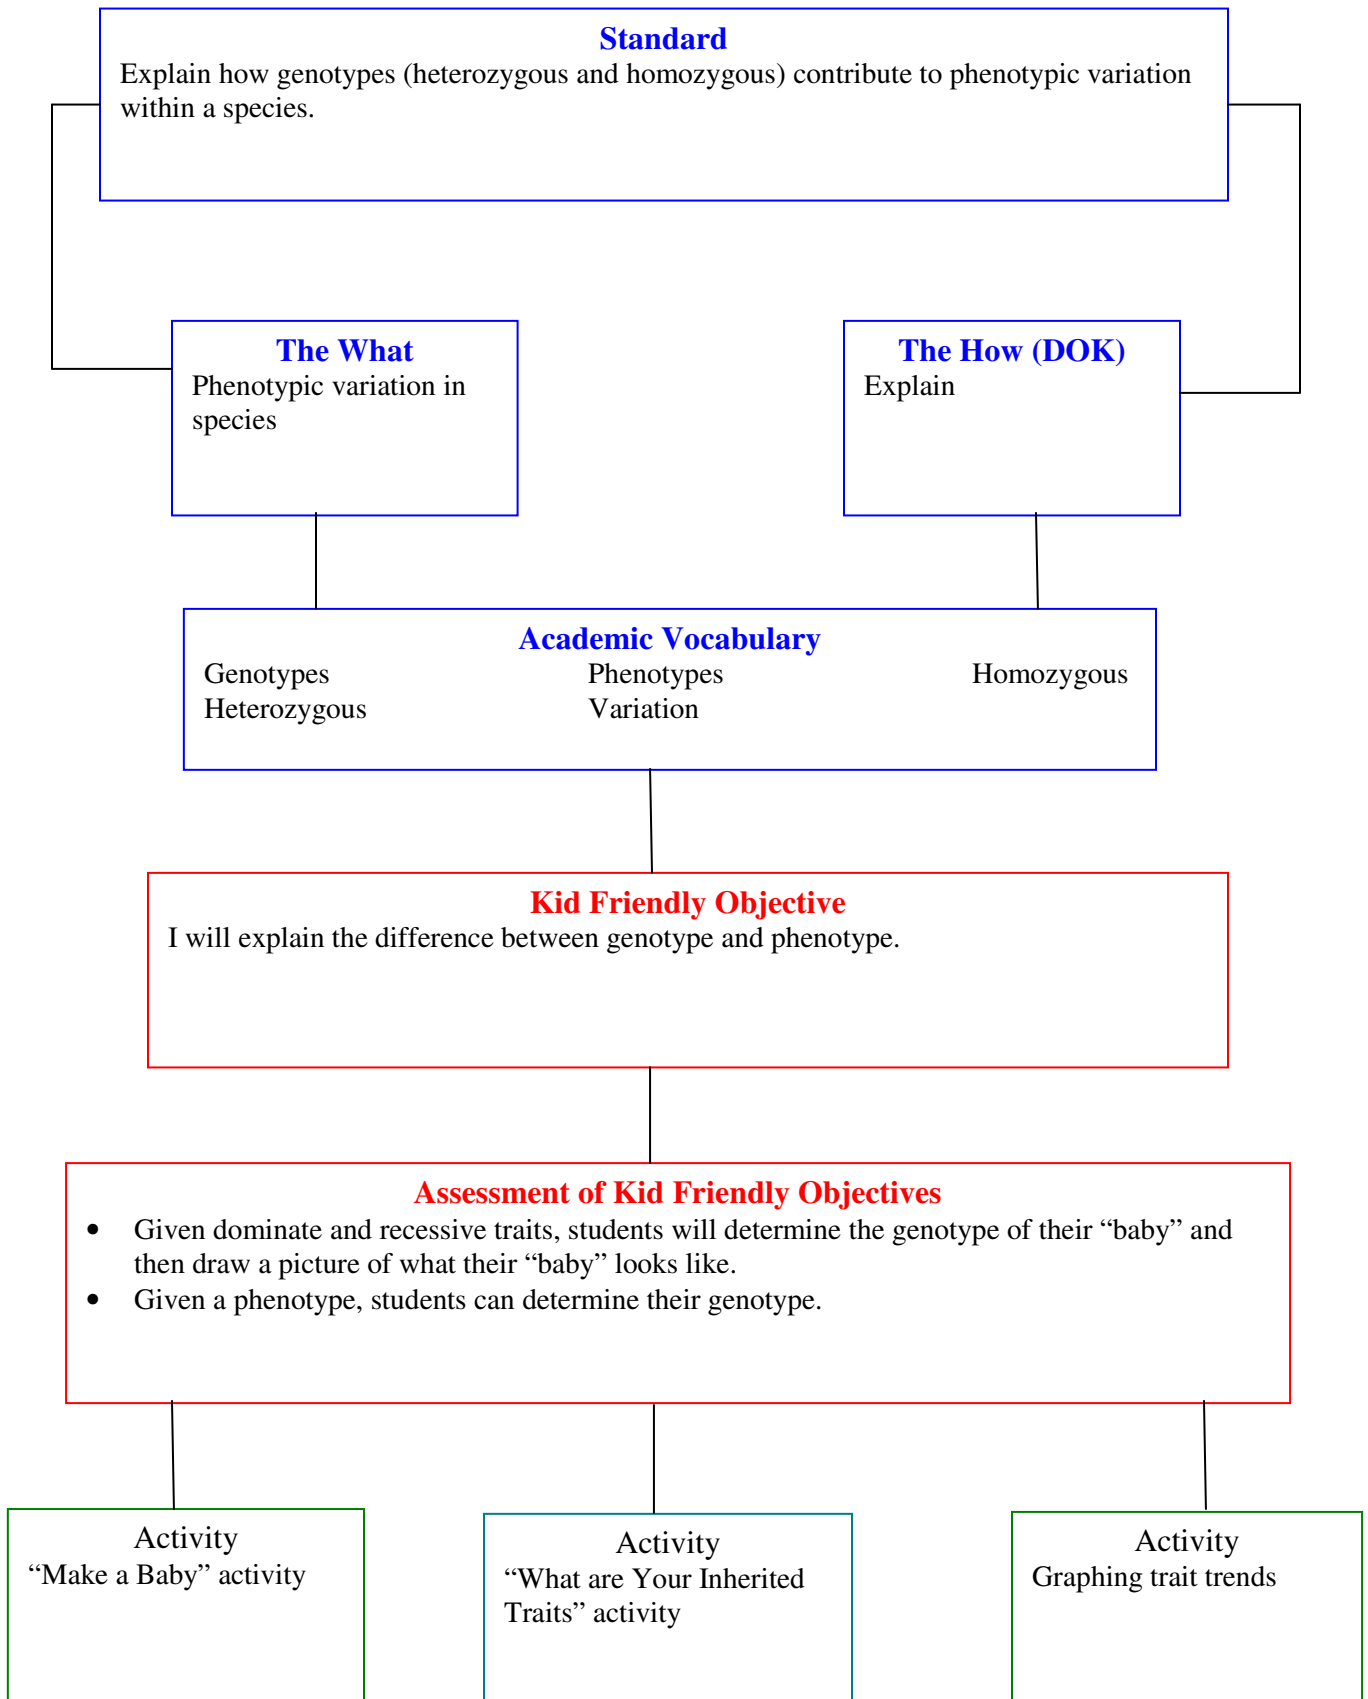 Standard
Explain how genotypes (heterozygous and homozygous) contribute to phenotypic variation
within a species.
The What
Phenotypic variation in
species
The How (DOK)
Explain
Academic Vocabulary
Genotypes Phenotypes Homozygous
Heterozygous Variation
Kid Friendly Objective
I will explain the difference between genotype and phenotype.
Assessment of Kid Friendly Objectives
• Given dominate and recessive traits, students will determine the genotype of their “baby” and
then draw a picture of what their “baby” looks like.
• Given a phenotype, students can determine their genotype.
Activity
“Make a Baby” activity
Activity
“What are Your Inherited
Traits” activity
Activity
Graphing trait trends